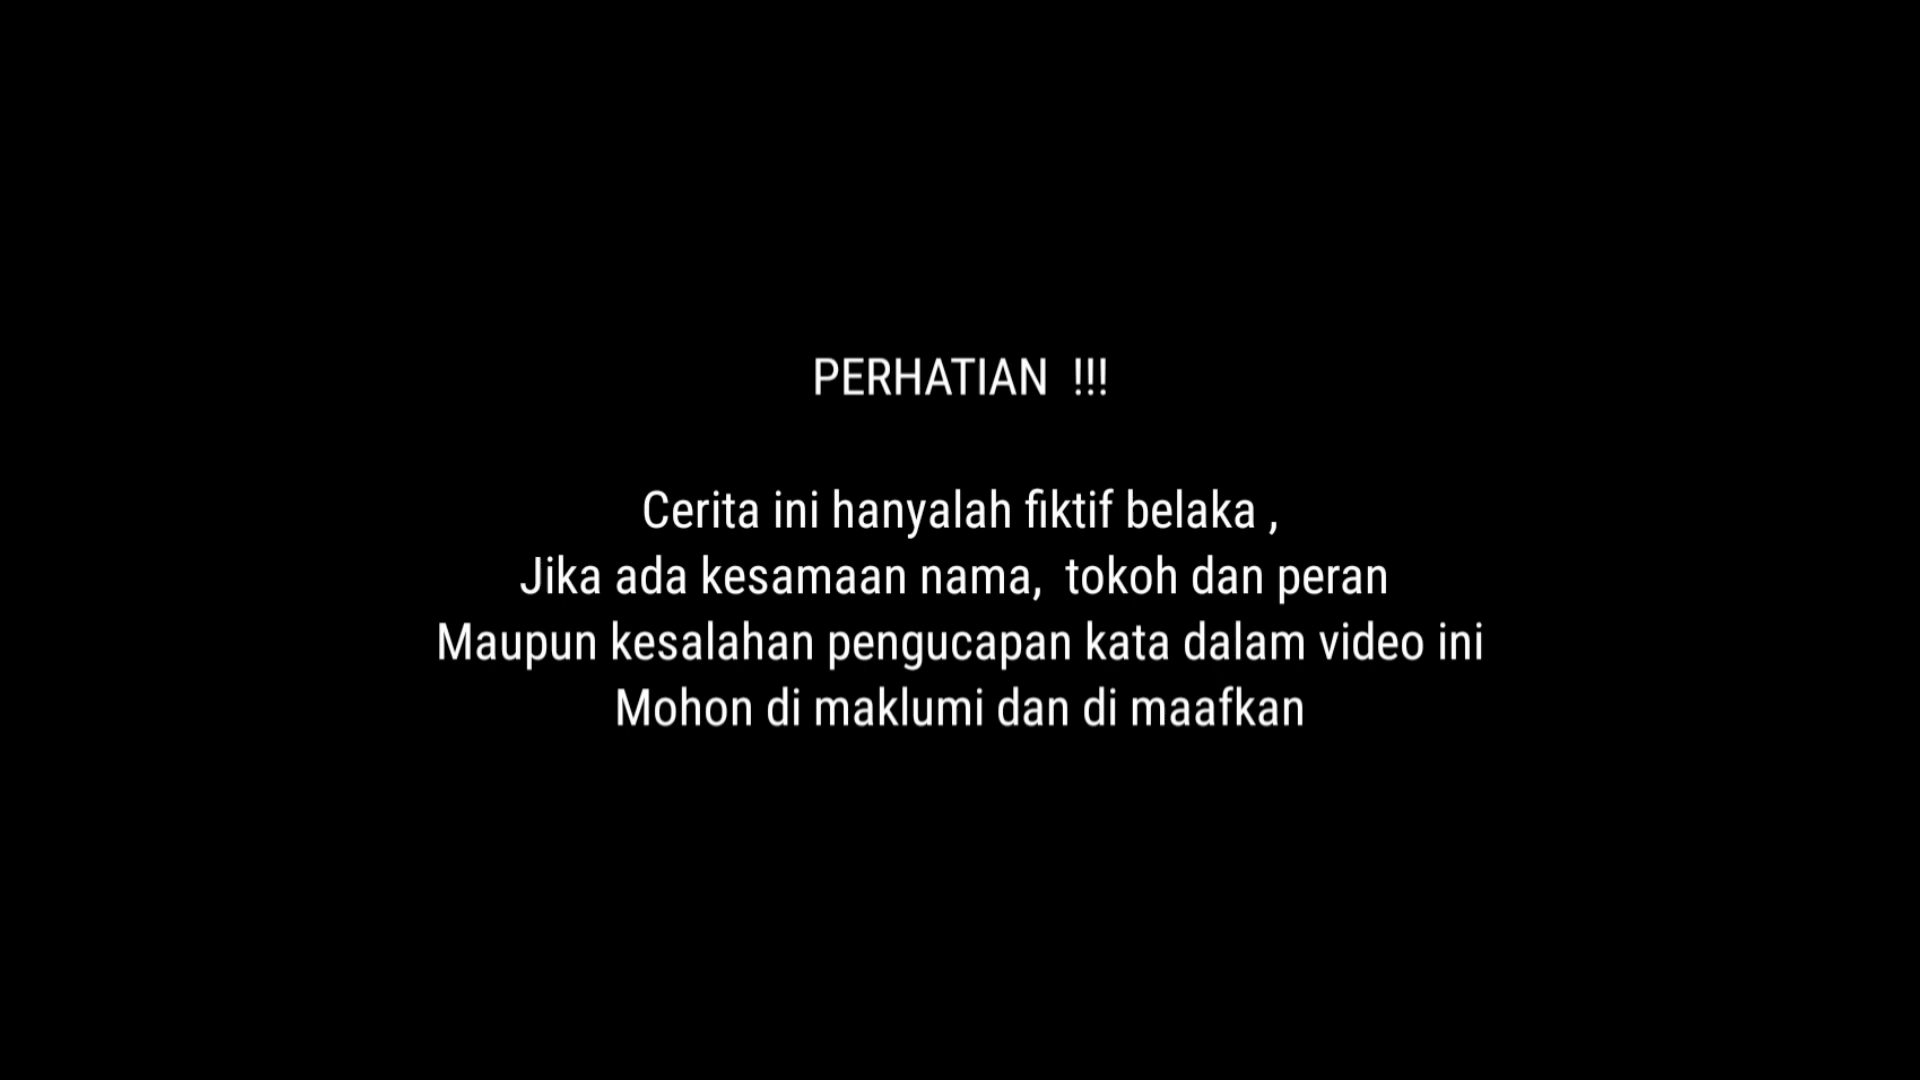 PERHATIAN  !!!
Cerita ini hanyalah fiktif belaka ,
Jika ada kesamaan nama,  tokoh dan peran
Maupun kesalahan pengucapan kata dalam video ini
Mohon di maklumi dan di maafkan